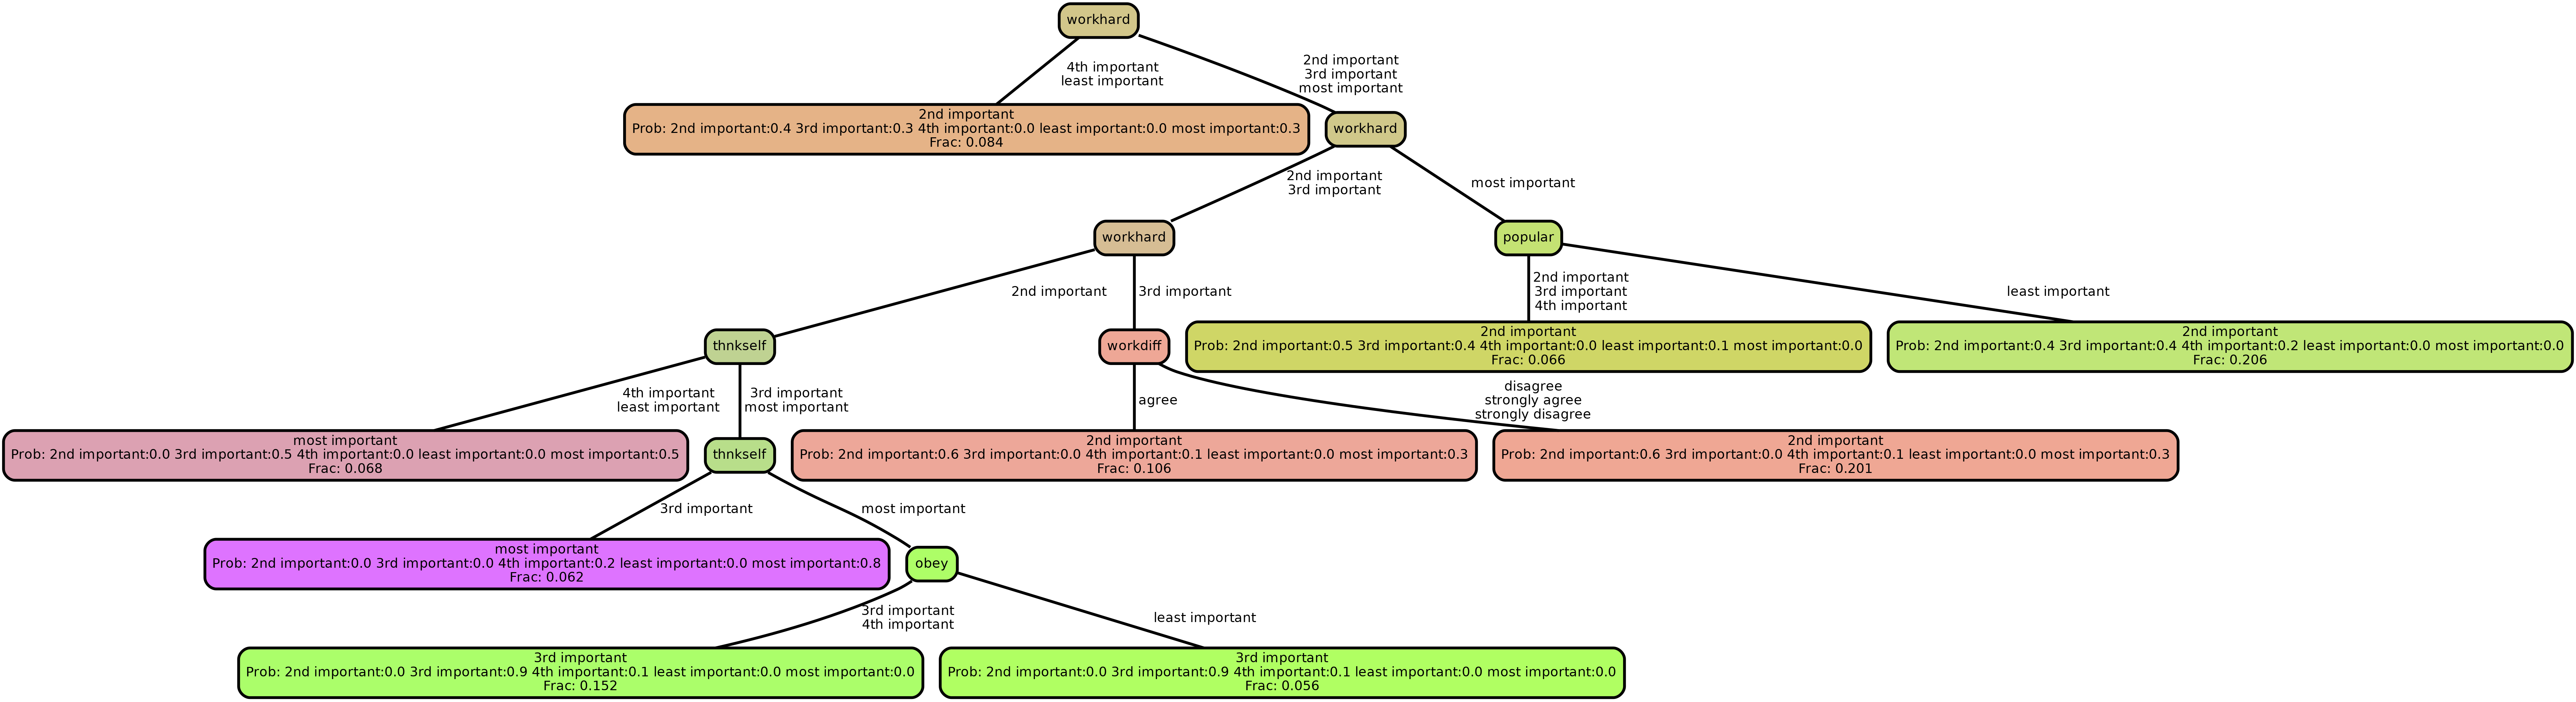 workhard
4th important
least important
2nd important
3rd important
most important
2nd important
Prob: 2nd important:0.4 3rd important:0.3 4th important:0.0 least important:0.0 most important:0.3
Frac: 0.084
workhard
2nd important
3rd important
most important
workhard
popular
2nd important
3rd important
2nd important
3rd important
4th important
least important
thnkself
workdiff
2nd important
Prob: 2nd important:0.5 3rd important:0.4 4th important:0.0 least important:0.1 most important:0.0
Frac: 0.066
2nd important
Prob: 2nd important:0.4 3rd important:0.4 4th important:0.2 least important:0.0 most important:0.0
Frac: 0.206
4th important
least important
3rd important
most important
agree
disagree
strongly agree
strongly disagree
most important
Prob: 2nd important:0.0 3rd important:0.5 4th important:0.0 least important:0.0 most important:0.5
Frac: 0.068
thnkself
2nd important
Prob: 2nd important:0.6 3rd important:0.0 4th important:0.1 least important:0.0 most important:0.3
Frac: 0.106
2nd important
Prob: 2nd important:0.6 3rd important:0.0 4th important:0.1 least important:0.0 most important:0.3
Frac: 0.201
3rd important
most important
most important
Prob: 2nd important:0.0 3rd important:0.0 4th important:0.2 least important:0.0 most important:0.8
Frac: 0.062
obey
3rd important
4th important
least important
3rd important
Prob: 2nd important:0.0 3rd important:0.9 4th important:0.1 least important:0.0 most important:0.0
Frac: 0.152
3rd important
Prob: 2nd important:0.0 3rd important:0.9 4th important:0.1 least important:0.0 most important:0.0
Frac: 0.056